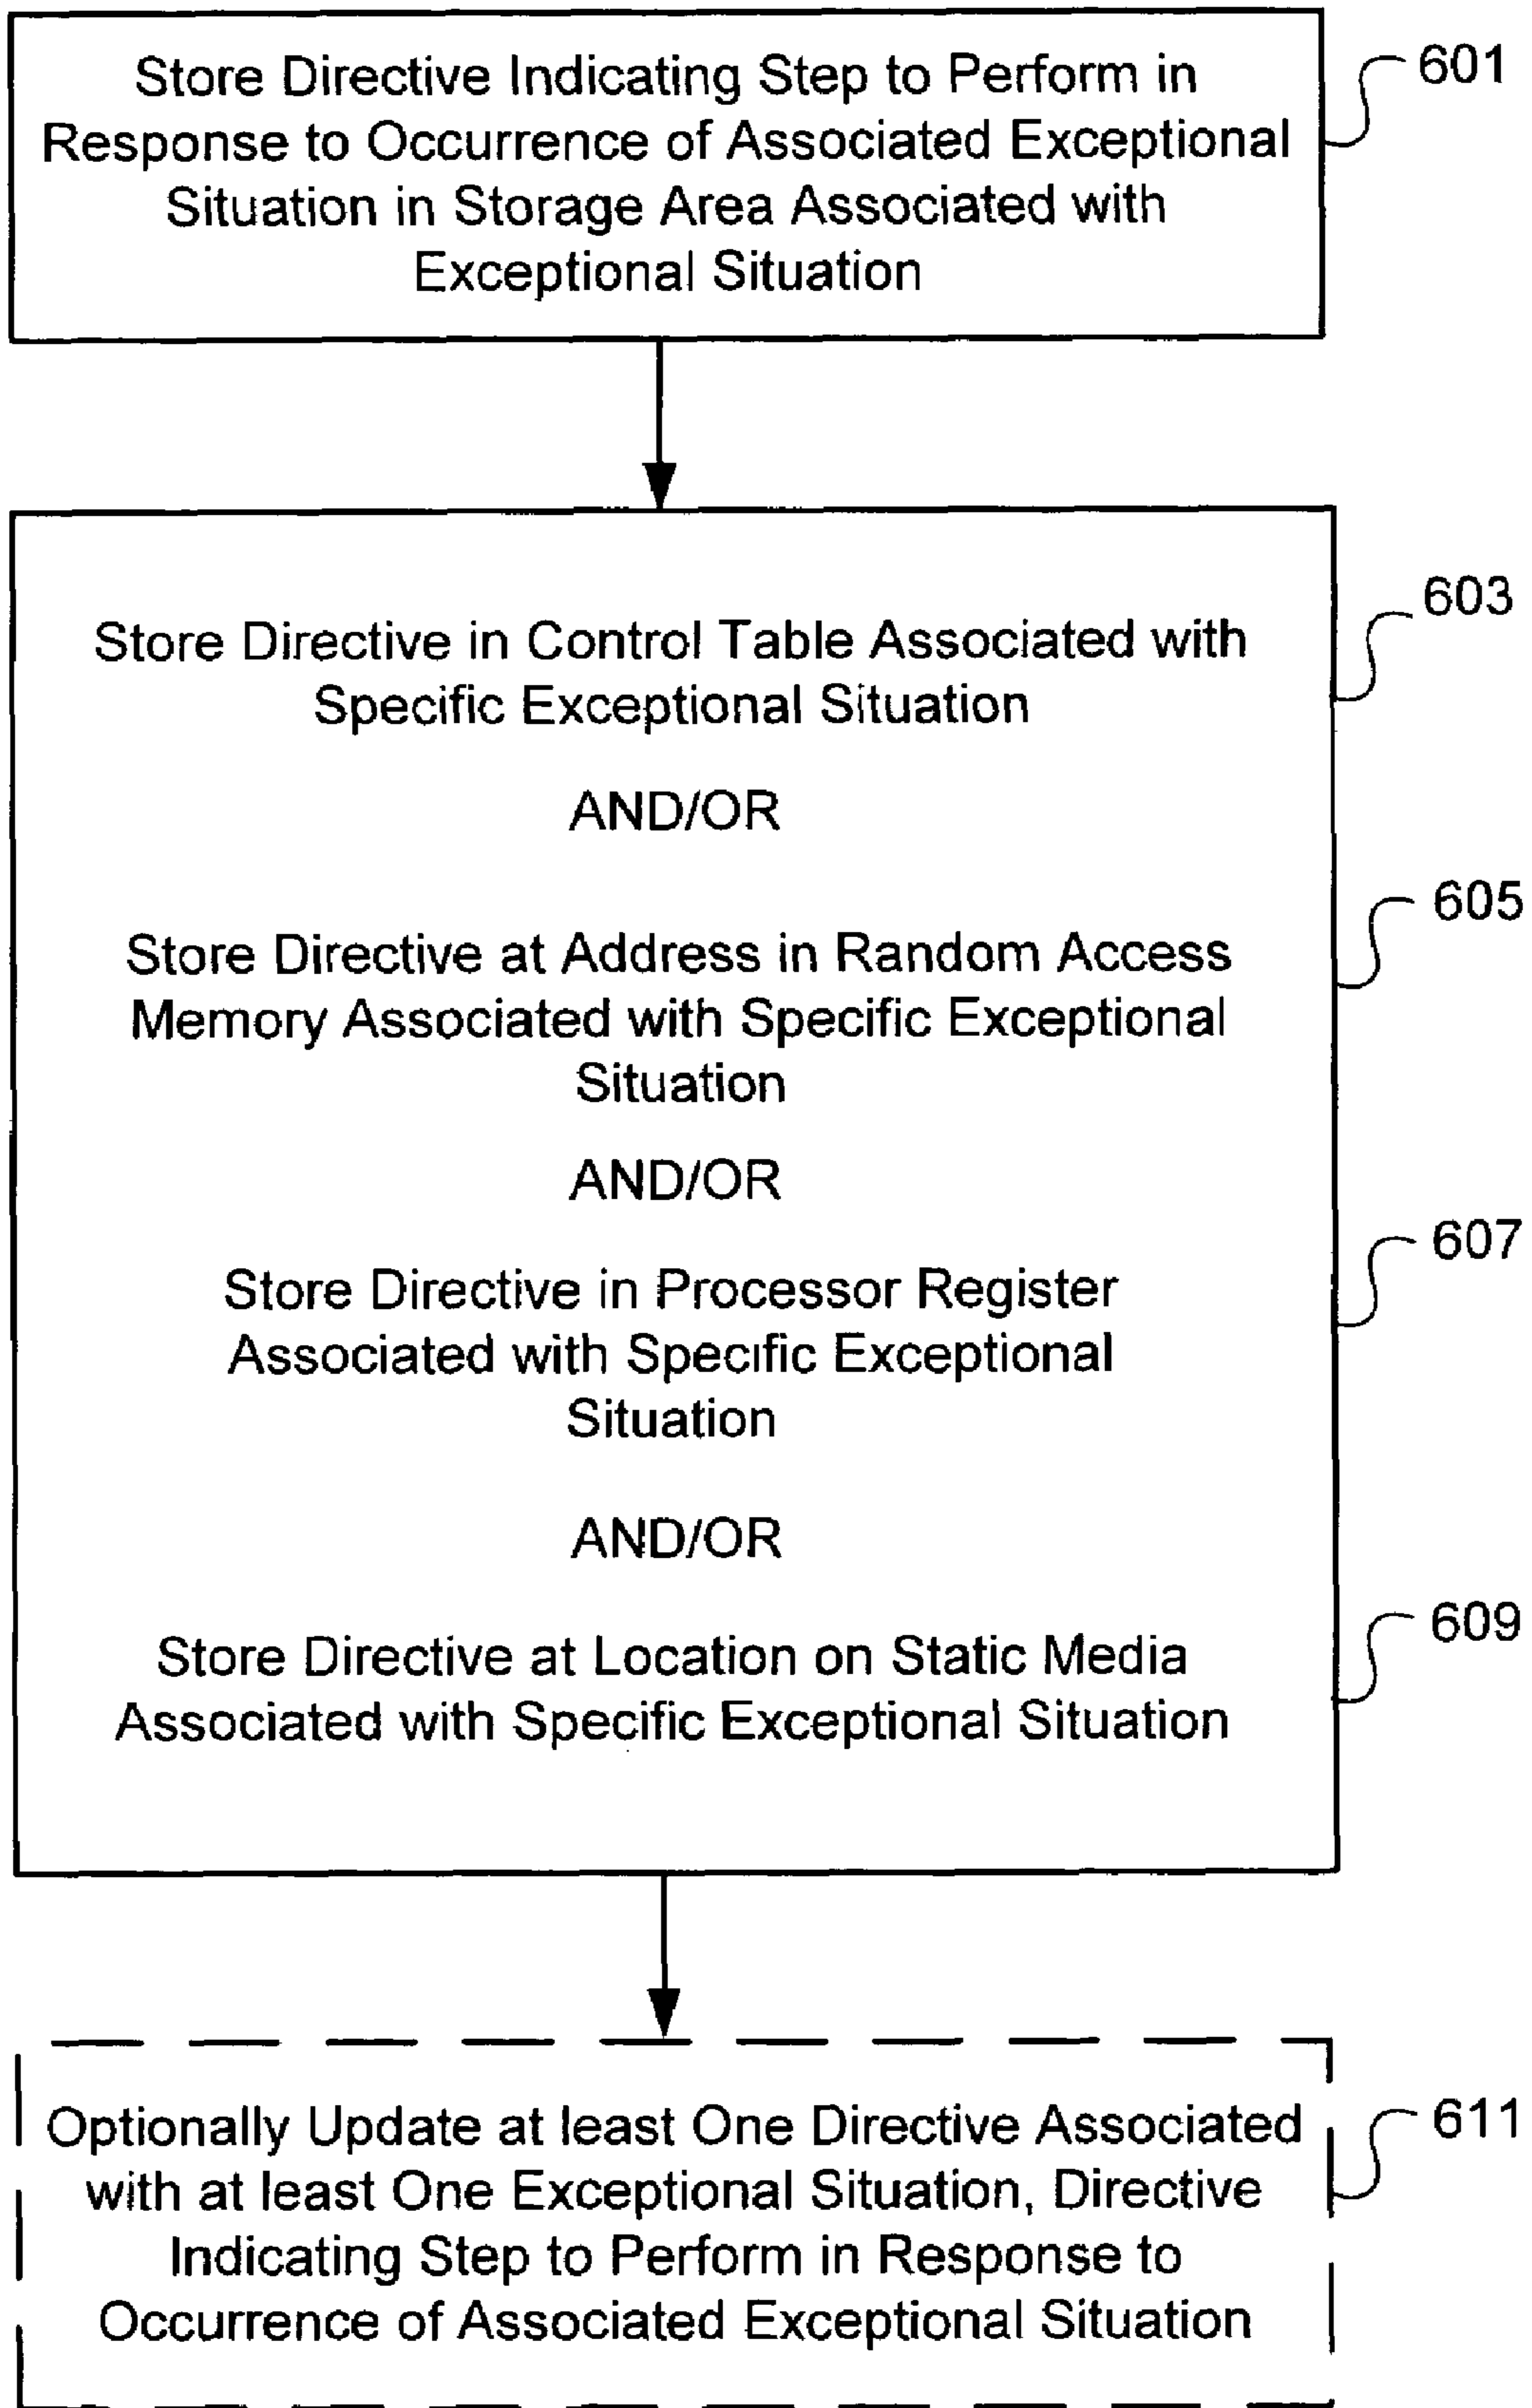 Store Directive Indicating Step to Perform in
Response to Occurrence of Associated Exceptional
Situation in Storage Area Associated with
Exceptional Situation
601
Store Directive in Control Table Associated with
Specific Exceptional Situation
603
AND/OR
Store Directive at Address in Random Access
Memory Associated with Specific Exceptional
Situation
605
AND/OR
Store Directive in Processor Register
Associated with Specific Exceptional
Situation
607
AND/OR
Store Directive at Location on Static Media
Associated with Specific Exceptional Situation
609
Optionally Update at least One Directive Associated
with at least One Exceptional Situation, Directive
Indicating Step to Perform in Response to
Occurrence of Associated Exceptional Situation
611